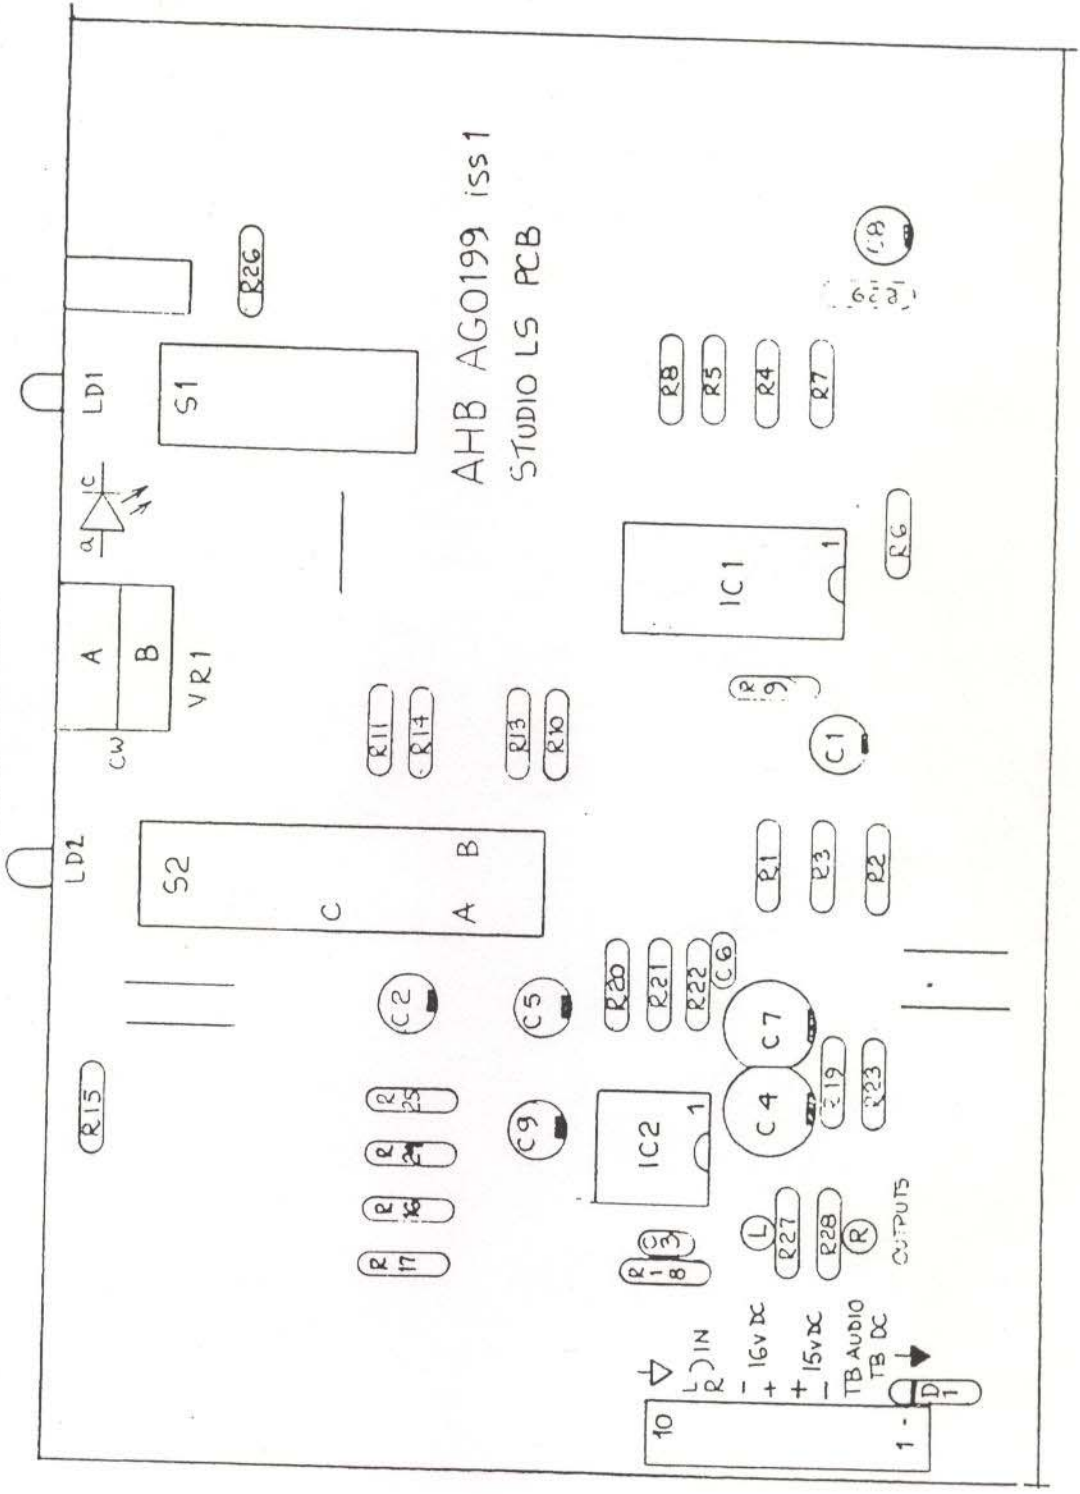 AHB AG0199 iss1
STUDIO LS PCB
LD2
CW
A
B
VR1
a
c
LD1
R15
S2
C
A
B
S1
R26
R17
R16
R25
C2
R11
R14
C9
C5
R13
R10
R18
C3
IC2
1
R20
R21
R22
C6
R9
IC1
1
R8
R5
R4
R7
R6
R29
C8
C4
C7
R19
R23
R1
R3
R2
C1
L
R27
R28
R
OUTPUTS
10
1
L
R ) IN
-
+ 16V DC
+
- 15V DC
TB AUDIO
TB DC
D1